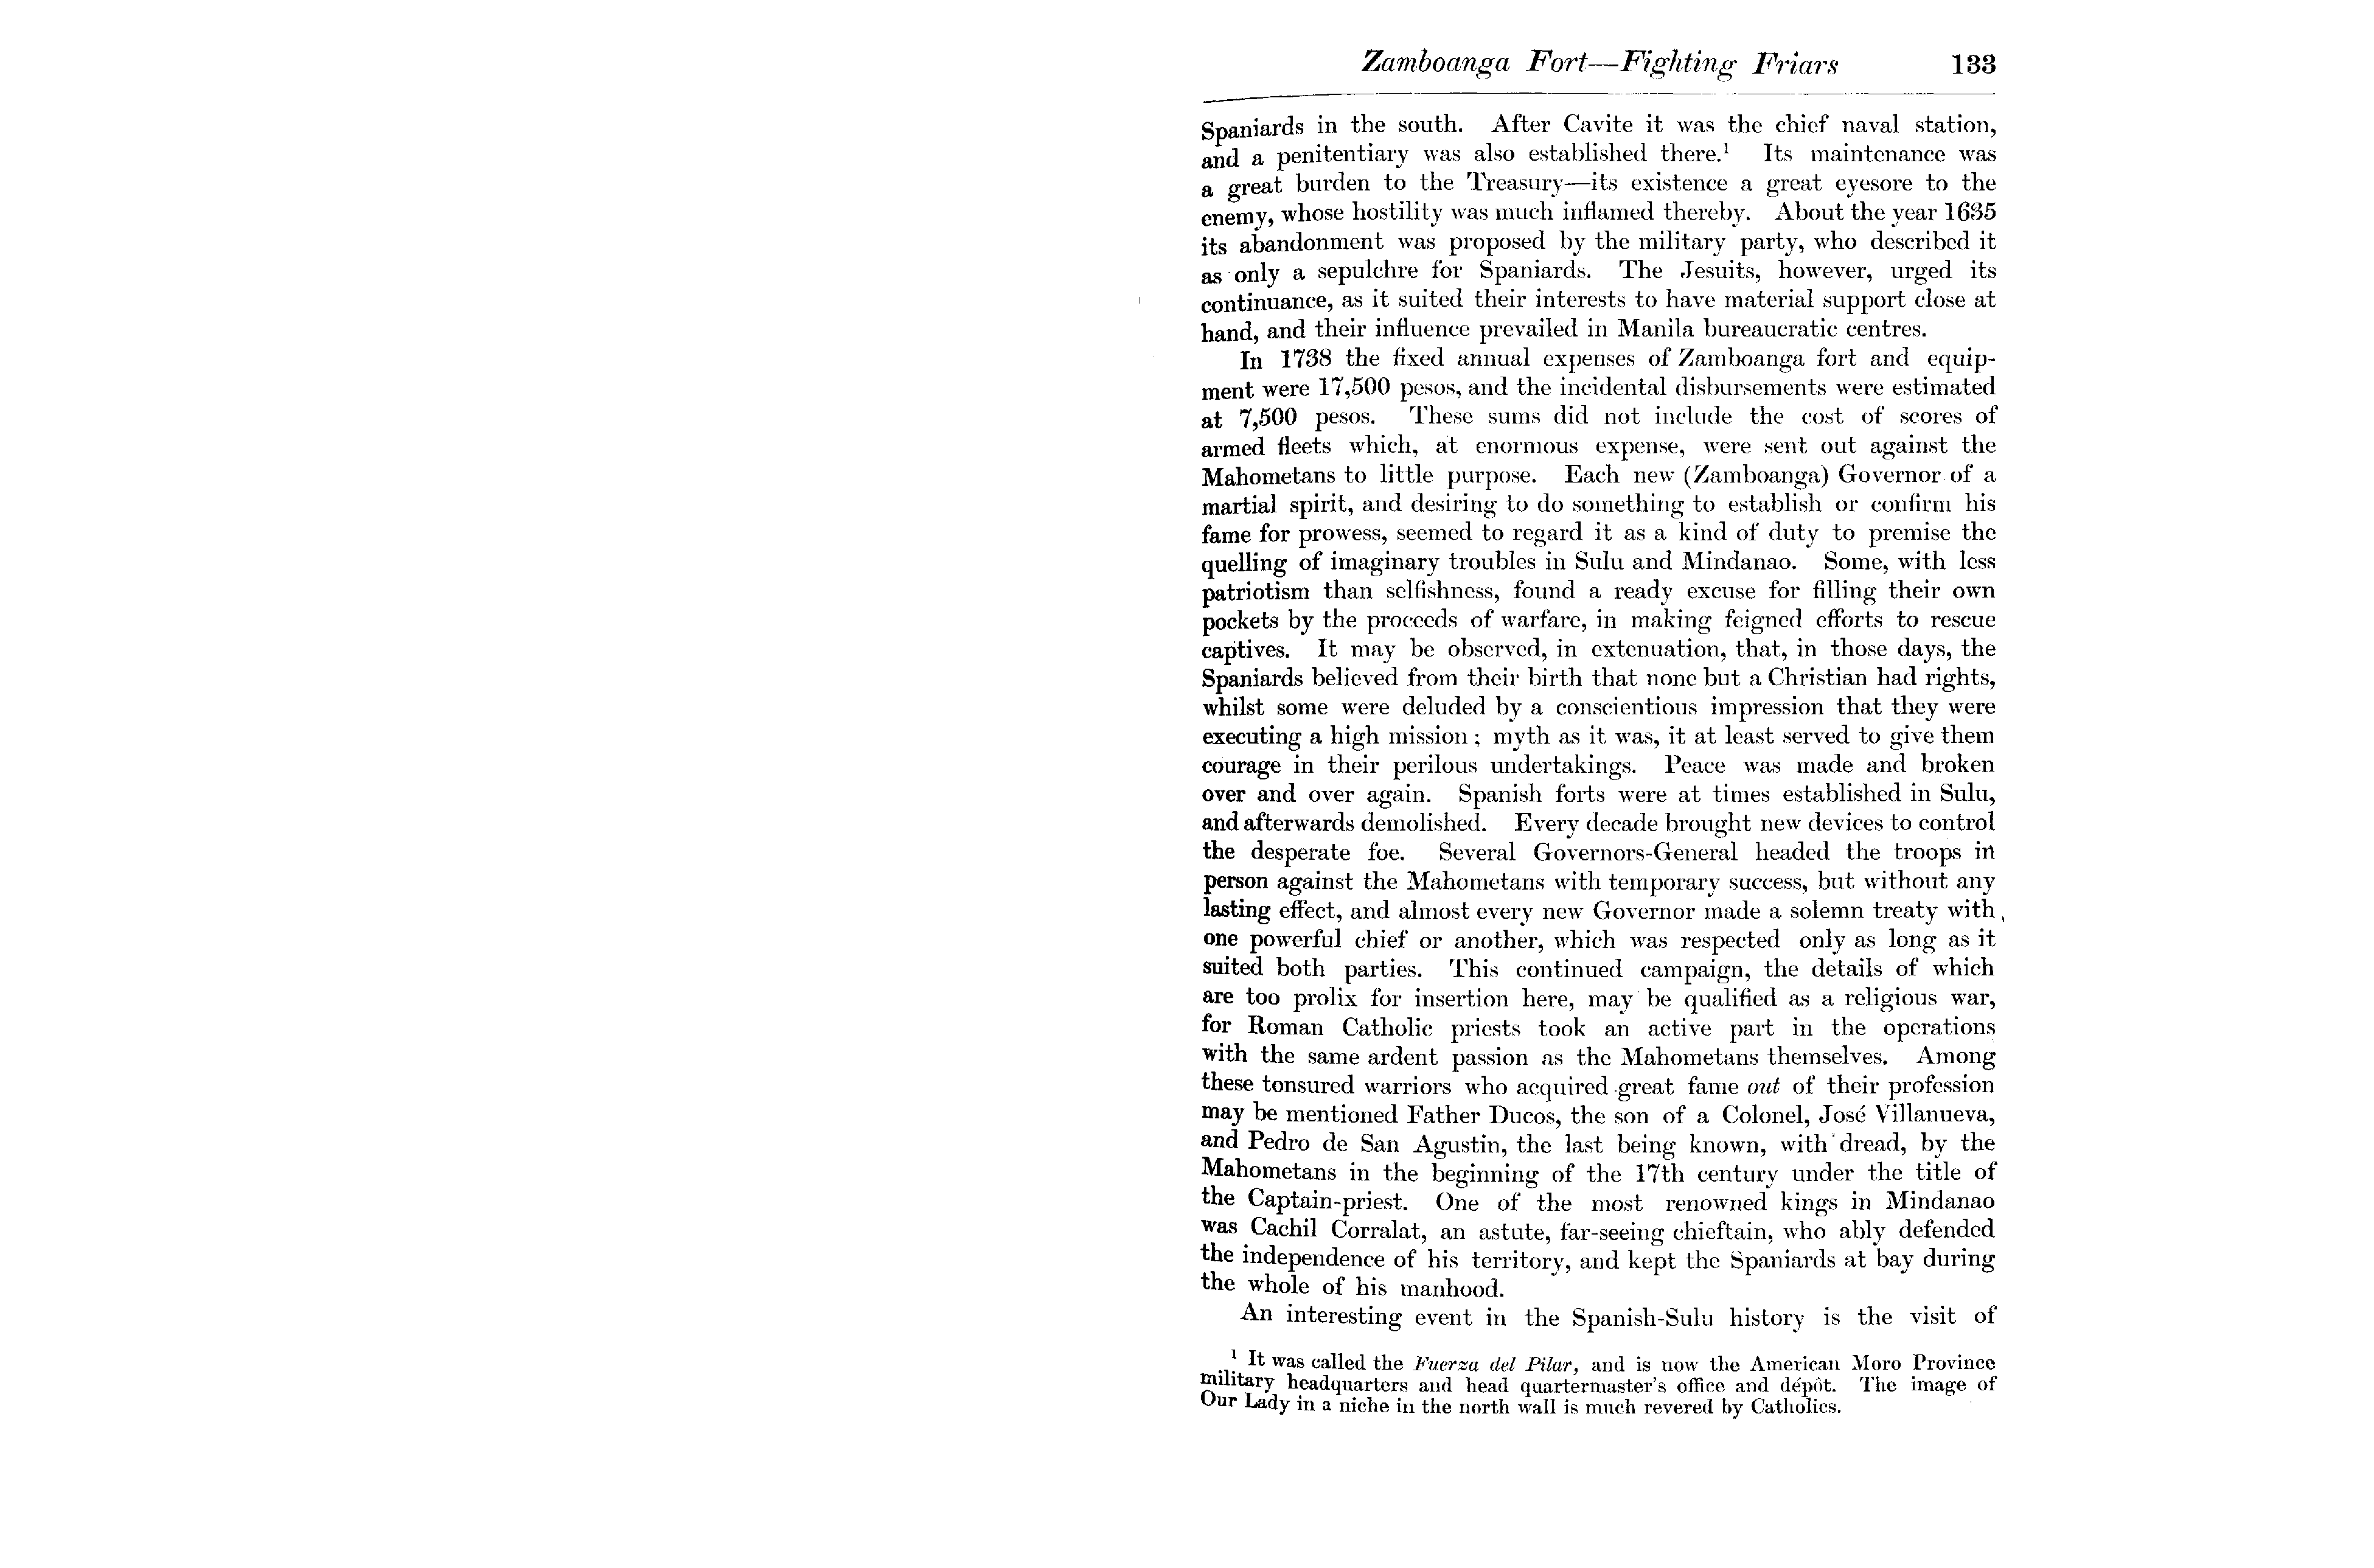 Zamboanga Fort—Fighting Friars 133
Spaniards in the south. After Cavite it was the chief naval station,
and a penitentiary was also established there.¹ Its maintenance was
a great burden to the Treasury—its existence a great eyesore to the
enemy, whose hostility was much inflamed thereby. About the year 1635
its abandonment was proposed by the military party, who described it
as only a sepulchre for Spaniards. The Jesuits, however, urged its
continuance, as it suited their interests to have material support close at
hand, and their influence prevailed in Manila bureaucratic centres.
In 1738 the fixed annual expenses of Zamboanga fort and equip-
ment were 17,500 pesos, and the incidental disbursements were estimated
at 7,500 pesos. These sums did not include the cost of scores of
armed fleets which, at enormous expense, were sent out against the
Mahometans to little purpose. Each new (Zamboanga) Governor of a
martial spirit, and desiring to do something to establish or confirm his
fame for prowess, seemed to regard it as a kind of duty to premise the
quelling of imaginary troubles in Sulu and Mindanao. Some, with less
patriotism than selfishness, found a ready excuse for filling their own
pockets by the proceeds of warfare, in making feigned efforts to rescue
captives. It may be observed, in extenuation, that, in those days, the
Spaniards believed from their birth that none but a Christian had rights,
whilst some were deluded by a conscientious impression that they were
executing a high mission ; myth as it was, it at least served to give them
courage in their perilous undertakings. Peace was made and broken
over and over again. Spanish forts were at times established in Sulu,
and afterwards demolished. Every decade brought new devices to control
the desperate foe. Several Governors-General headed the troops in
person against the Mahometans with temporary success, but without any
lasting effect, and almost every new Governor made a solemn treaty with
one powerful chief or another, which was respected only as long as it
suited both parties. This continued campaign, the details of which
are too prolix for insertion here, may be qualified as a religious war,
for Roman Catholic priests took an active part in the operations
with the same ardent passion as the Mahometans themselves. Among
these tonsured warriors who acquired great fame out of their profession
may be mentioned Father Ducos, the son of a Colonel, José Villanueva,
and Pedro de San Agustin, the last being known, with dread, by the
Mahometans in the beginning of the 17th century under the title of
the Captain-priest. One of the most renowned kings in Mindanao
was Cachil Corralat, an astute, far-seeing chieftain, who ably defended
the independence of his territory, and kept the Spaniards at bay during
the whole of his manhood.
An interesting event in the Spanish-Sulu history is the visit of
¹ It was called the Fuerza del Pilar, and is now the American Moro Province
military headquarters and head quartermaster's office and dépôt. The image of
Our Lady in a niche in the north wall is much revered by Catholics.